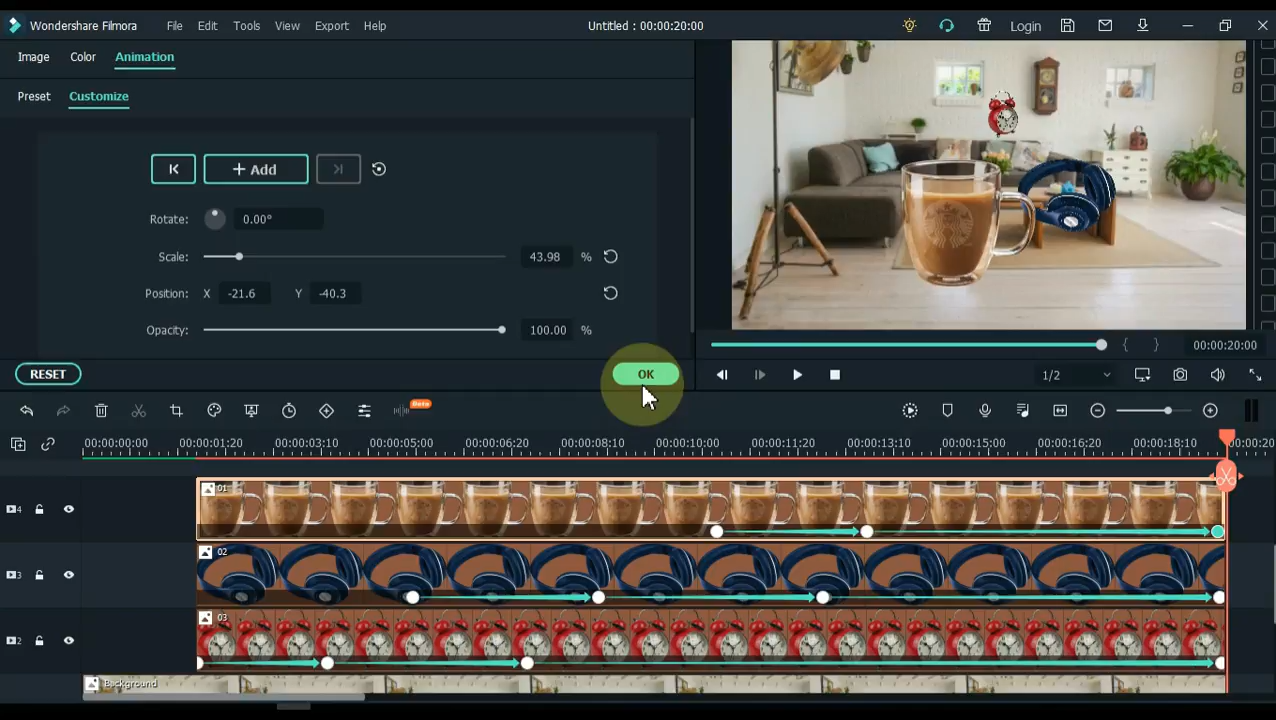 Wondershare Filmora File Edit Tools View Export Help Untitled : 00:00:20:00 Login
Image Color Animation
Preset Customize
+ Add
Rotate: 0.00°
Scale: 43.98 %
Position: X -21.6 Y -40.3
Opacity: 100.00 %
RESET OK
{ } 00:00:20:00
1/2
Beta
00:00:00:00 00:00:01:20 00:00:03:10 00:00:05:00 00:00:06:20 00:00:08:10 00:00:10:00 00:00:11:20 00:00:13:10 00:00:15:00 00:00:16:20 00:00:18:10 00:00:20
4 01
3 02
2 03
Background